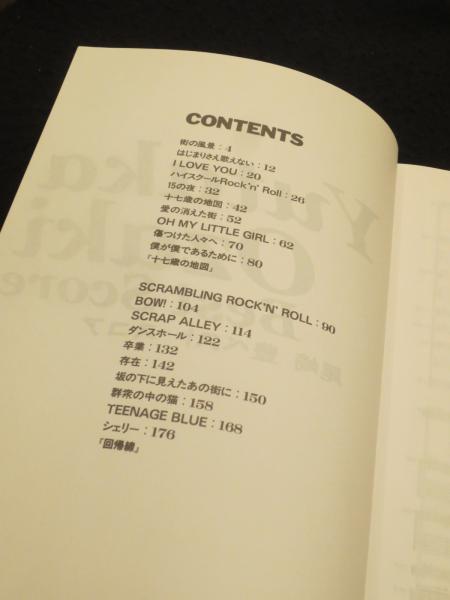 CONTENTS
街の風景：4
はじまりさえ歌えない：12
I LOVE YOU：20
ハイスクールRock'n' Roll：26
15の夜：32
十七歳の地図：42
愛の消えた街：52
OH MY LITTLE GIRL：62
傷つけた人々へ：70
僕が僕であるために：80
『十七歳の地図』
SCRAMBLING ROCK'N' ROLL：90
BOW!：104
SCRAP ALLEY：114
ダンスホール：122
卒業：132
存在：142
坂の下に見えたあの街に：150
群衆の中の猫：158
TEENAGE BLUE：168
シェリー：176
『回帰線』